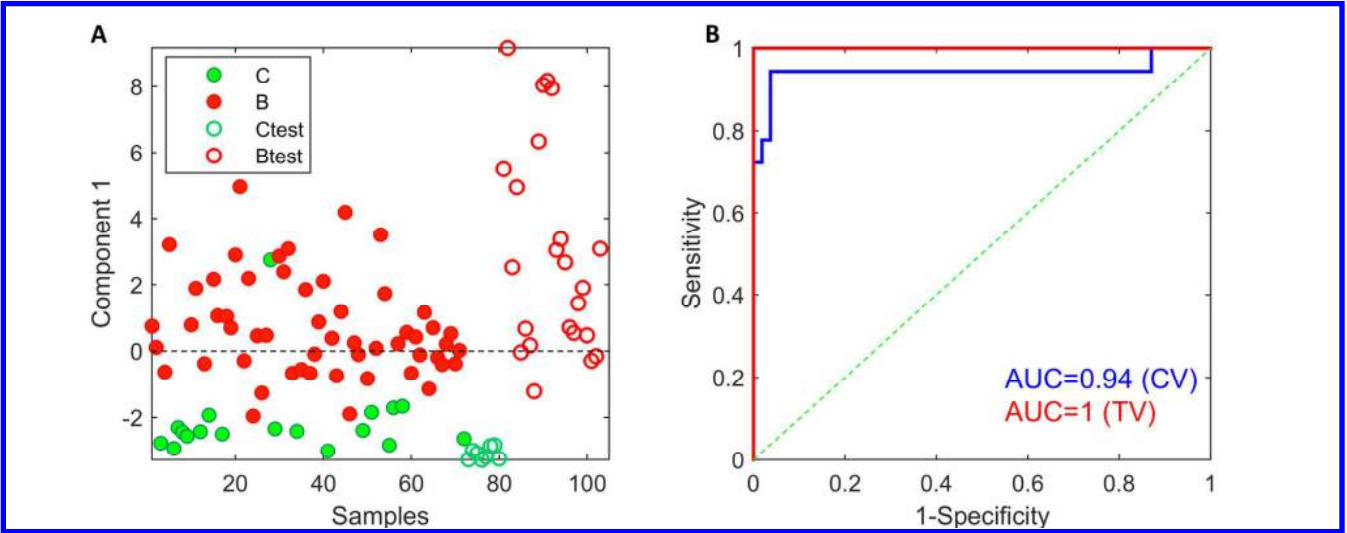 A
Component 1
8
6
4
2
0
-2
C
B
Ctest
Btest
20
40
60
80
100
Samples
B
Sensitivity
1
0.8
0.6
0.4
0.2
0
AUC=0.94 (CV)
AUC=1 (TV)
0
0.2
0.4
0.6
0.8
1
1-Specificity